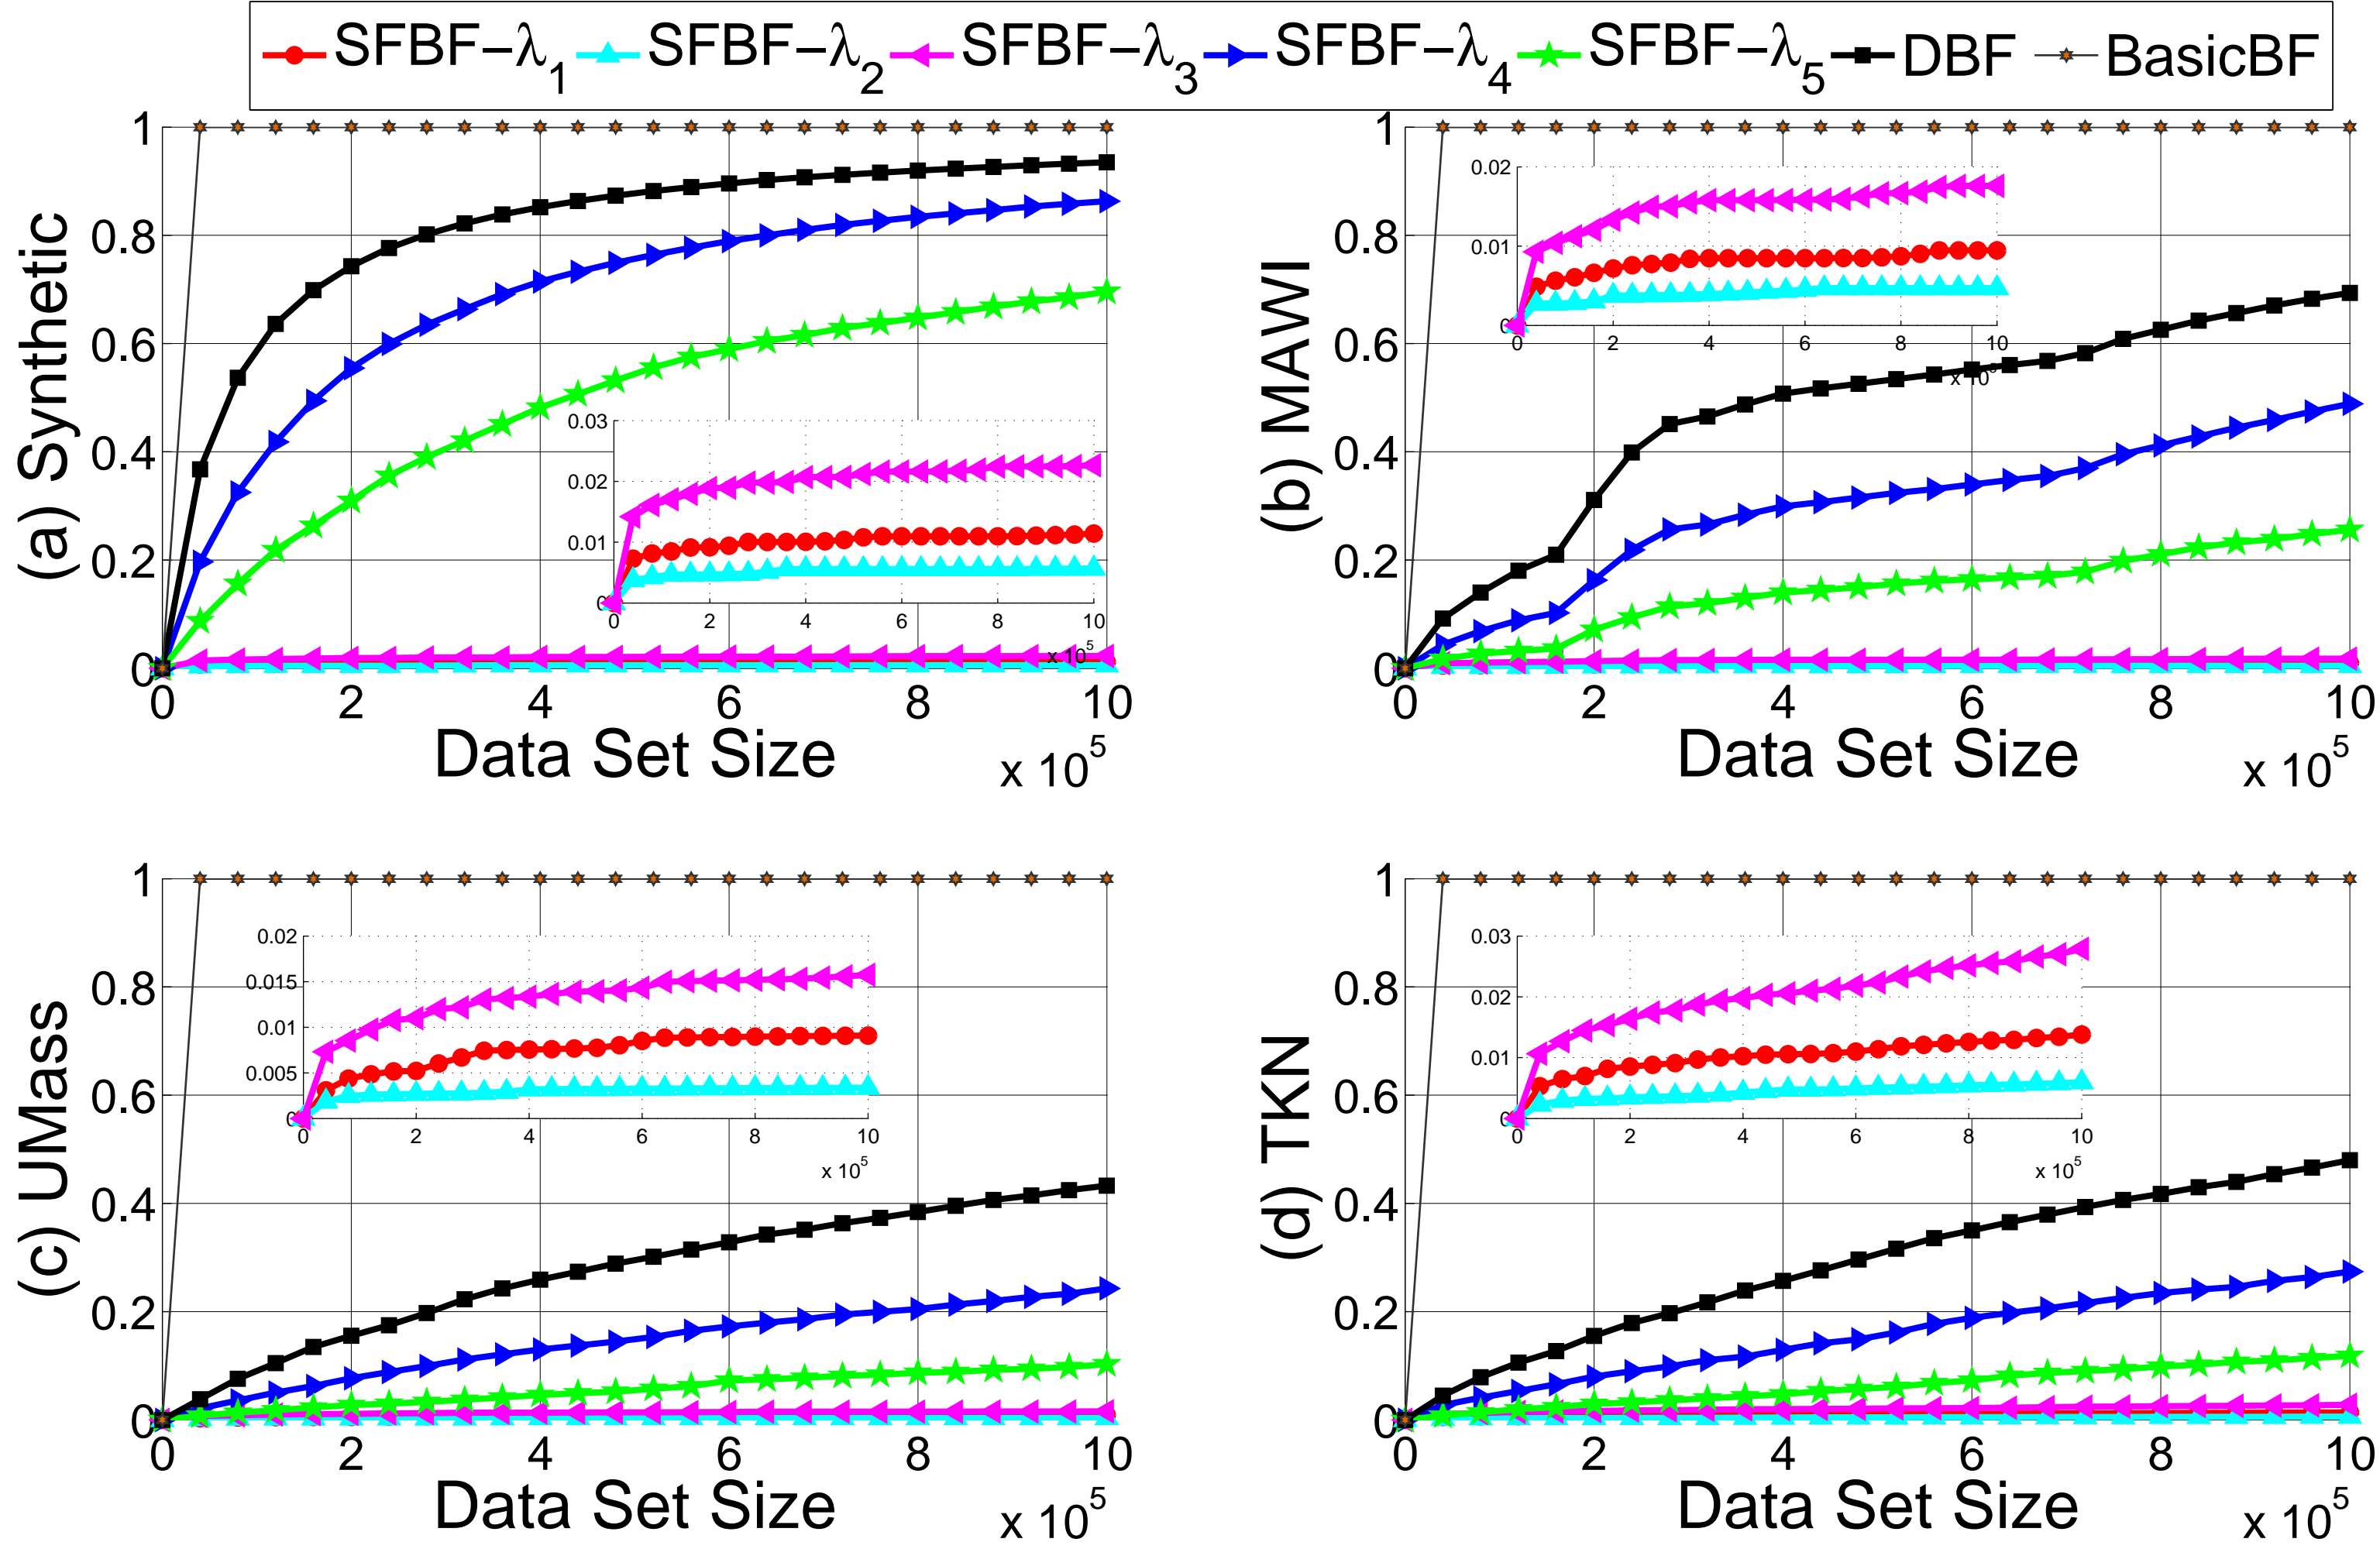 SFBF–λ1 SFBF–λ2 SFBF–λ3 SFBF–λ4 SFBF–λ5 DBF BasicBF
(a) Synthetic
1
0.8
0.6
0.4
0.2
0
0 2 4 6 8 10
Data Set Size
x 10^5
0.03
0.02
0.01
0
0 2 4 6 8 10
x 10^5
(b) MAWI
1
0.8
0.6
0.4
0.2
0
0 2 4 6 8 10
Data Set Size
x 10^5
0.02
0.01
0
0 2 4 6 8 10
(c) UMass
1
0.8
0.6
0.4
0.2
0
0 2 4 6 8 10
Data Set Size
x 10^5
0.02
0.015
0.01
0.005
0
0 2 4 6 8 10
x 10^5
(d) TKN
1
0.8
0.6
0.4
0.2
0
0 2 4 6 8 10
Data Set Size
x 10^5
0.03
0.02
0.01
0
0 2 4 6 8 10
x 10^5